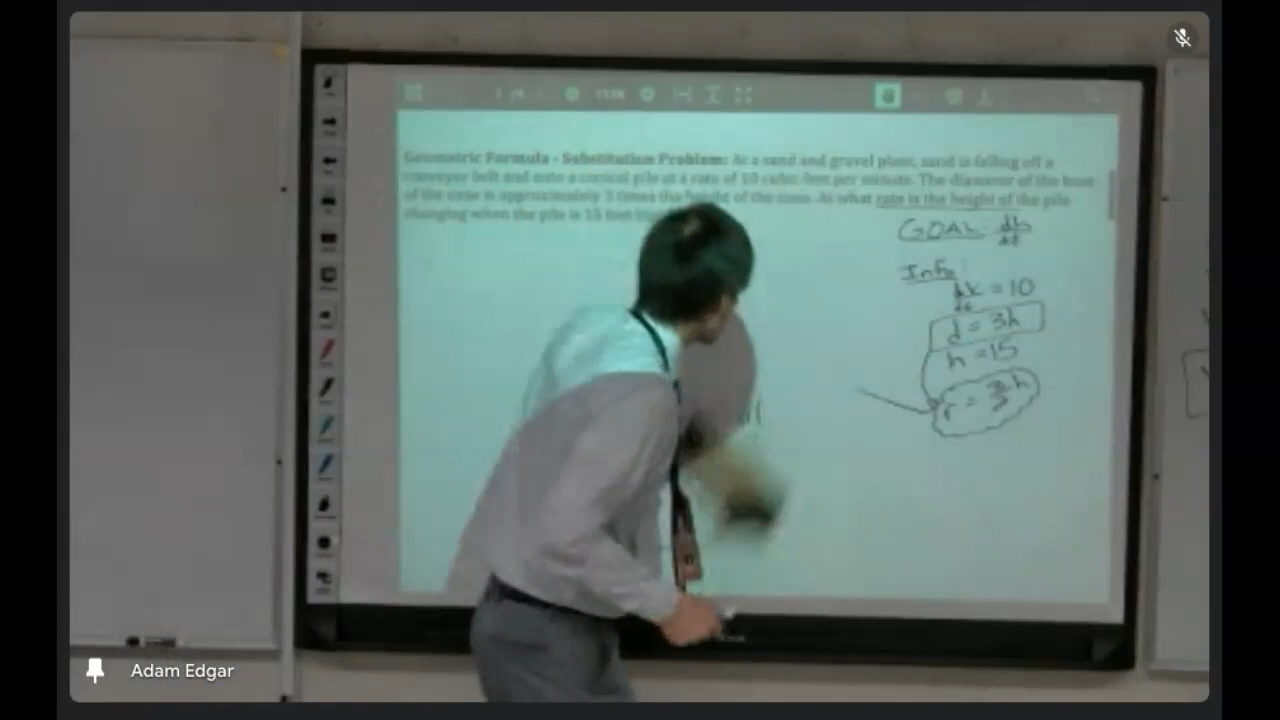 Geometric Formula - Substitution Problem: At a sand and gravel plant, sand is falling off a
conveyor belt and onto a conical pile at a rate of 10 cubic feet per minute. The diameter of the base
of the cone is approximately 3 times the height of the cone. At what rate is the height of the pile
changing when the pile is 15 feet
GOAL: dh/dt
Info:
= 10
d = 3h
h = 15
r = 3/2 h
Adam Edgar